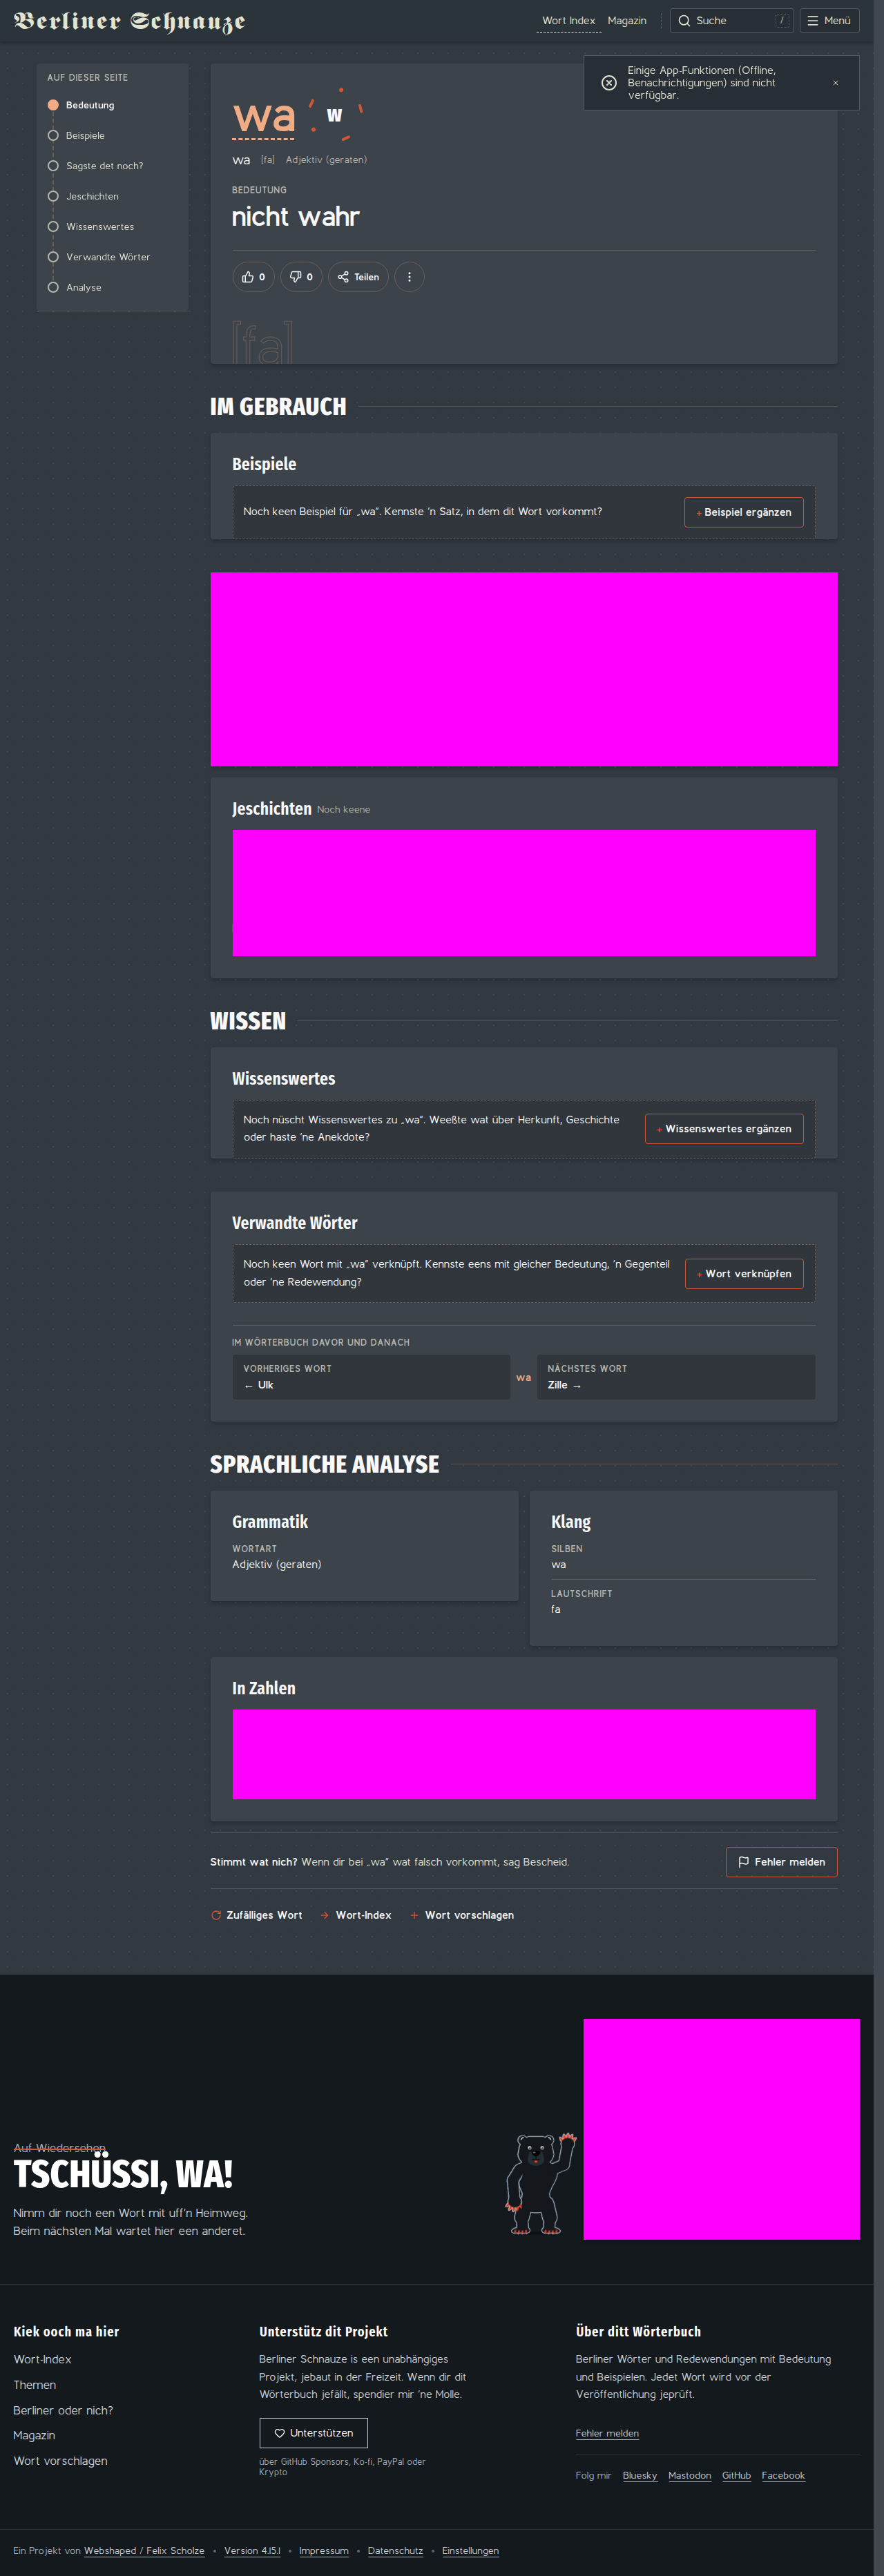 Berliner Schnauze
Wort Index
Magazin
Suche
/
Menü
Einige App-Funktionen (Offline,
Benachrichtigungen) sind nicht
verfügbar.
AUF DIESER SEITE
Bedeutung
Beispiele
Sagste det noch?
Jeschichten
Wissenswertes
Verwandte Wörter
Analyse
wa
w
wa [fa] Adjektiv (geraten)
BEDEUTUNG
nicht wahr
0
0
Teilen
[fa]
IM GEBRAUCH
Beispiele
Noch keen Beispiel für „wa“. Kennste ’n Satz, in dem dit Wort vorkommt?
+ Beispiel ergänzen
Jeschichten Noch keene
WISSEN
Wissenswertes
Noch nüscht Wissenswertes zu „wa“. Weeßte wat über Herkunft, Geschichte
oder haste ’ne Anekdote?
+ Wissenswertes ergänzen
Verwandte Wörter
Noch keen Wort mit „wa“ verknüpft. Kennste eens mit gleicher Bedeutung, ’n Gegenteil
oder ’ne Redewendung?
+ Wort verknüpfen
IM WÖRTERBUCH DAVOR UND DANACH
VORHERIGES WORT
← Ulk
wa
NÄCHSTES WORT
Zille →
SPRACHLICHE ANALYSE
Grammatik
WORTART
Adjektiv (geraten)
Klang
SILBEN
wa
LAUTSCHRIFT
fa
In Zahlen
Stimmt wat nich? Wenn dir bei „wa“ wat falsch vorkommt, sag Bescheid.
Fehler melden
Zufälliges Wort
Wort-Index
Wort vorschlagen
Auf Wiedersehen
TSCHÜSSI, WA!
Nimm dir noch een Wort mit uff’n Heimweg.
Beim nächsten Mal wartet hier een anderet.
Kiek ooch ma hier
Wort-Index
Themen
Berliner oder nich?
Magazin
Wort vorschlagen
Unterstütz dit Projekt
Berliner Schnauze is een unabhängiges
Projekt, jebaut in der Freizeit. Wenn dir dit
Wörterbuch jefällt, spendier mir ’ne Molle.
Unterstützen
über GitHub Sponsors, Ko-fi, PayPal oder
Krypto
Über ditt Wörterbuch
Berliner Wörter und Redewendungen mit Bedeutung
und Beispielen. Jedet Wort wird vor der
Veröffentlichung jeprüft.
Fehler melden
Folg mir Bluesky Mastodon GitHub Facebook
Ein Projekt von Webshaped / Felix Scholze • Version 4.15.1 • Impressum • Datenschutz • Einstellungen